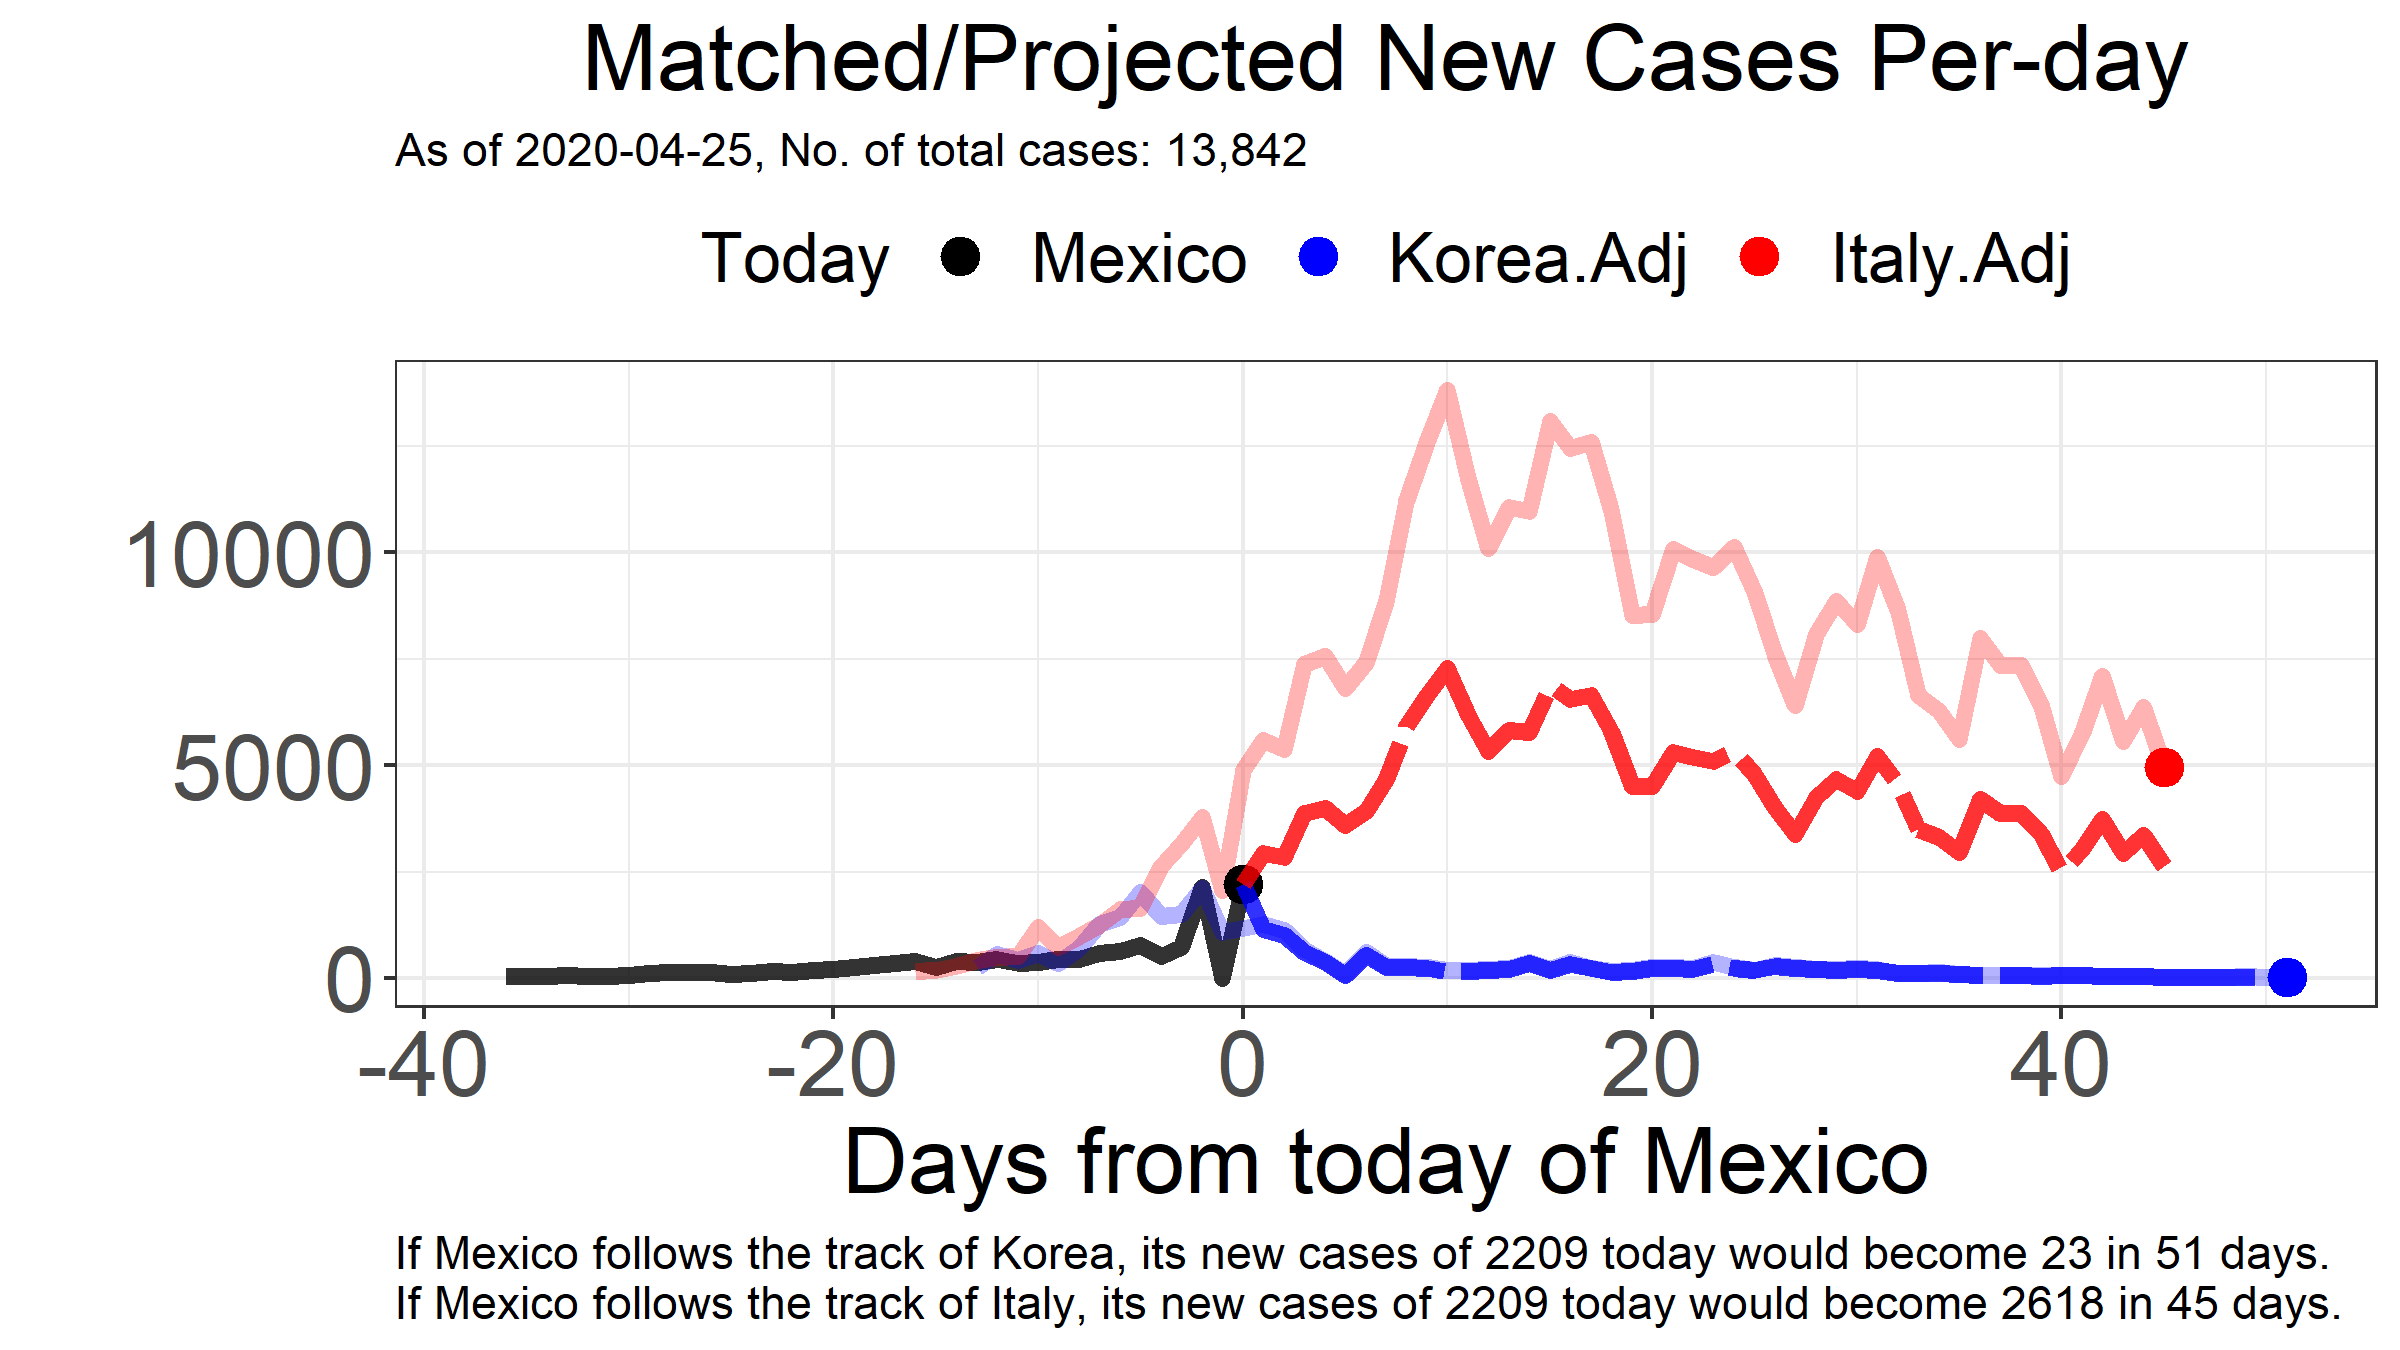 Matched/Projected New Cases Per-day
As of 2020-04-25, No. of total cases: 13,842
Today Mexico Korea.Adj Italy.Adj
10000
5000
0
-40 -20 0 20 40
Days from today of Mexico
If Mexico follows the track of Korea, its new cases of 2209 today would become 23 in 51 days.
If Mexico follows the track of Italy, its new cases of 2209 today would become 2618 in 45 days.